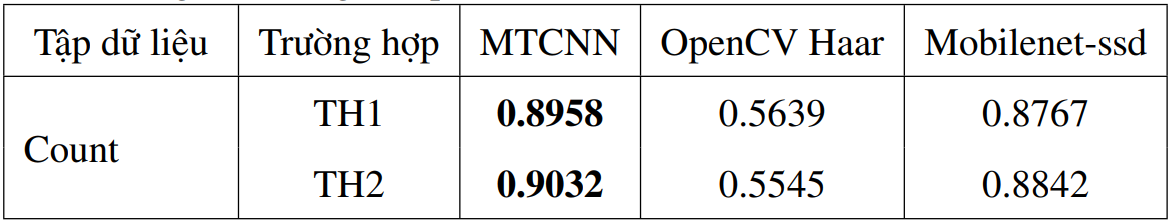 Tập dữ liệu Trường hợp MTCNN OpenCV Haar Mobilenet-ssd
Count
TH1 0.8958 0.5639 0.8767
TH2 0.9032 0.5545 0.8842